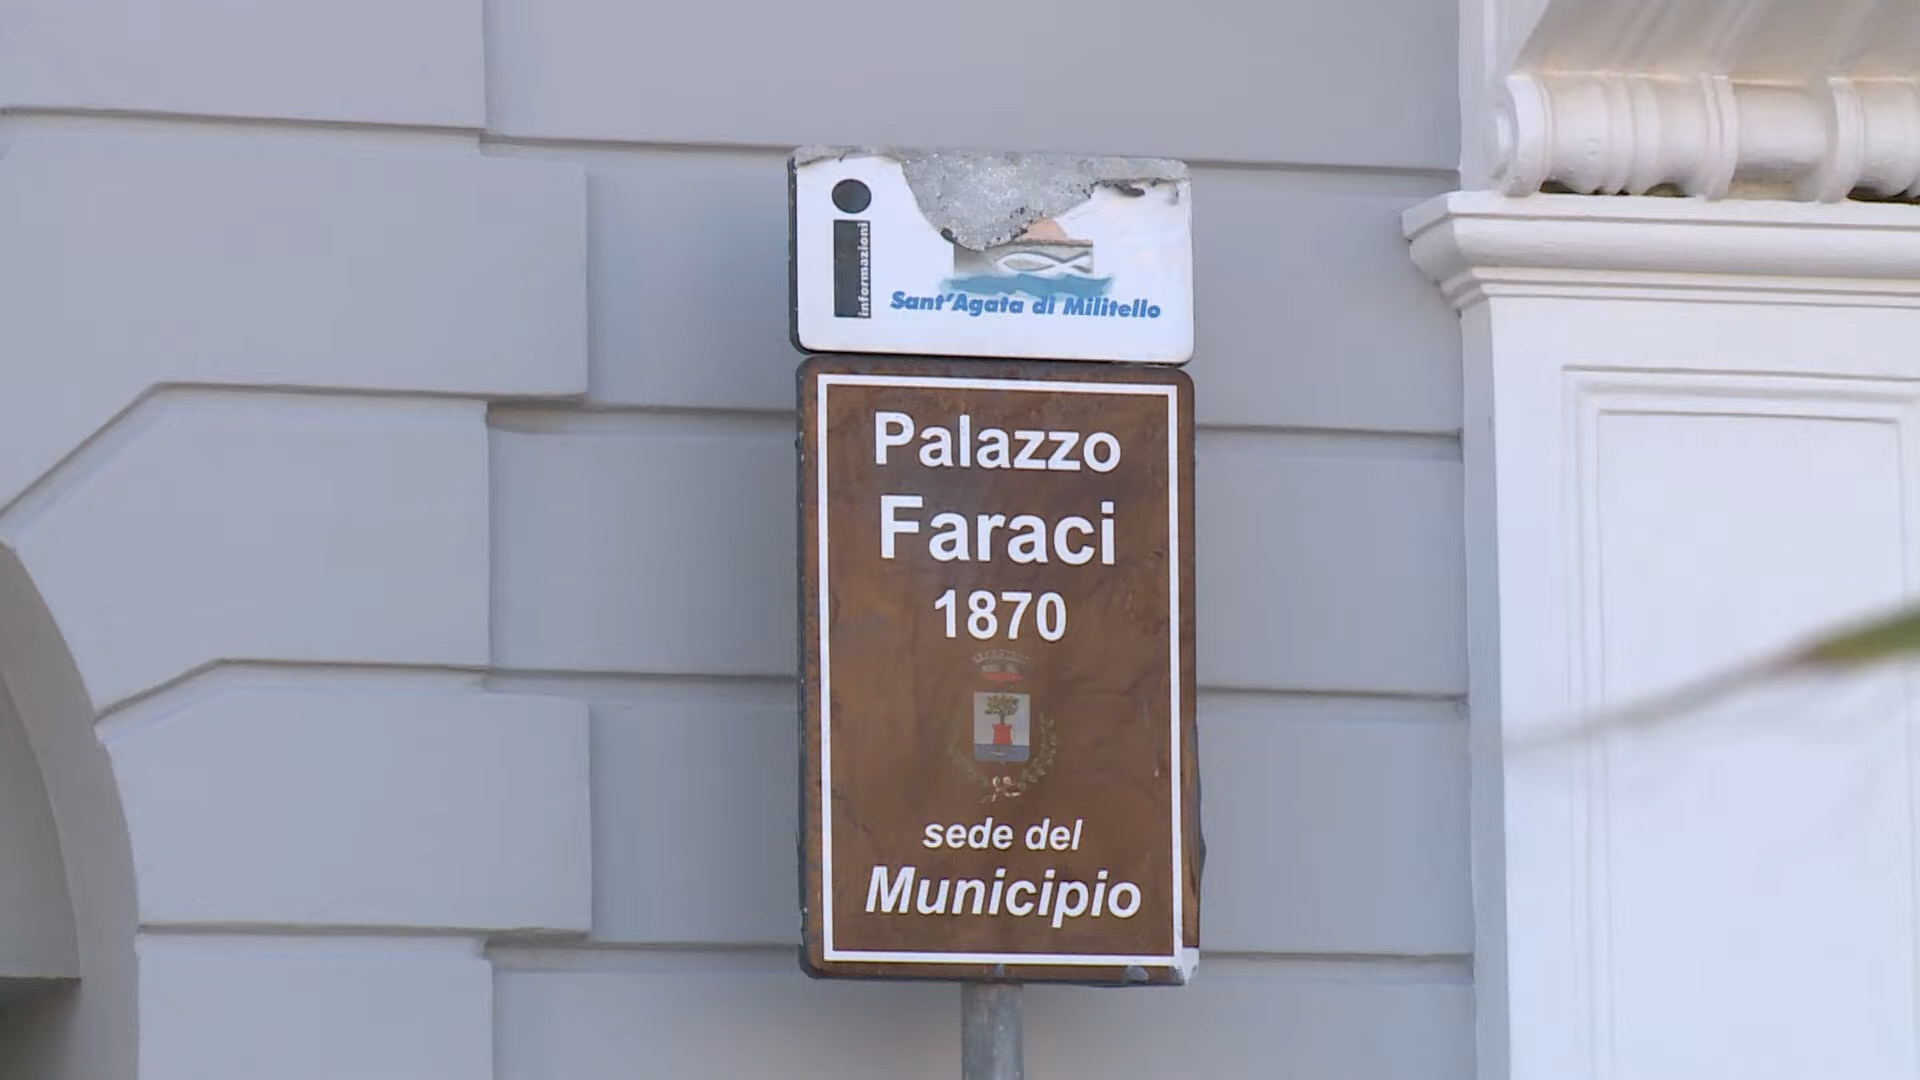 informazioni
Sant'Agata di Militello
Palazzo
Faraci
1870
sede del
Municipio